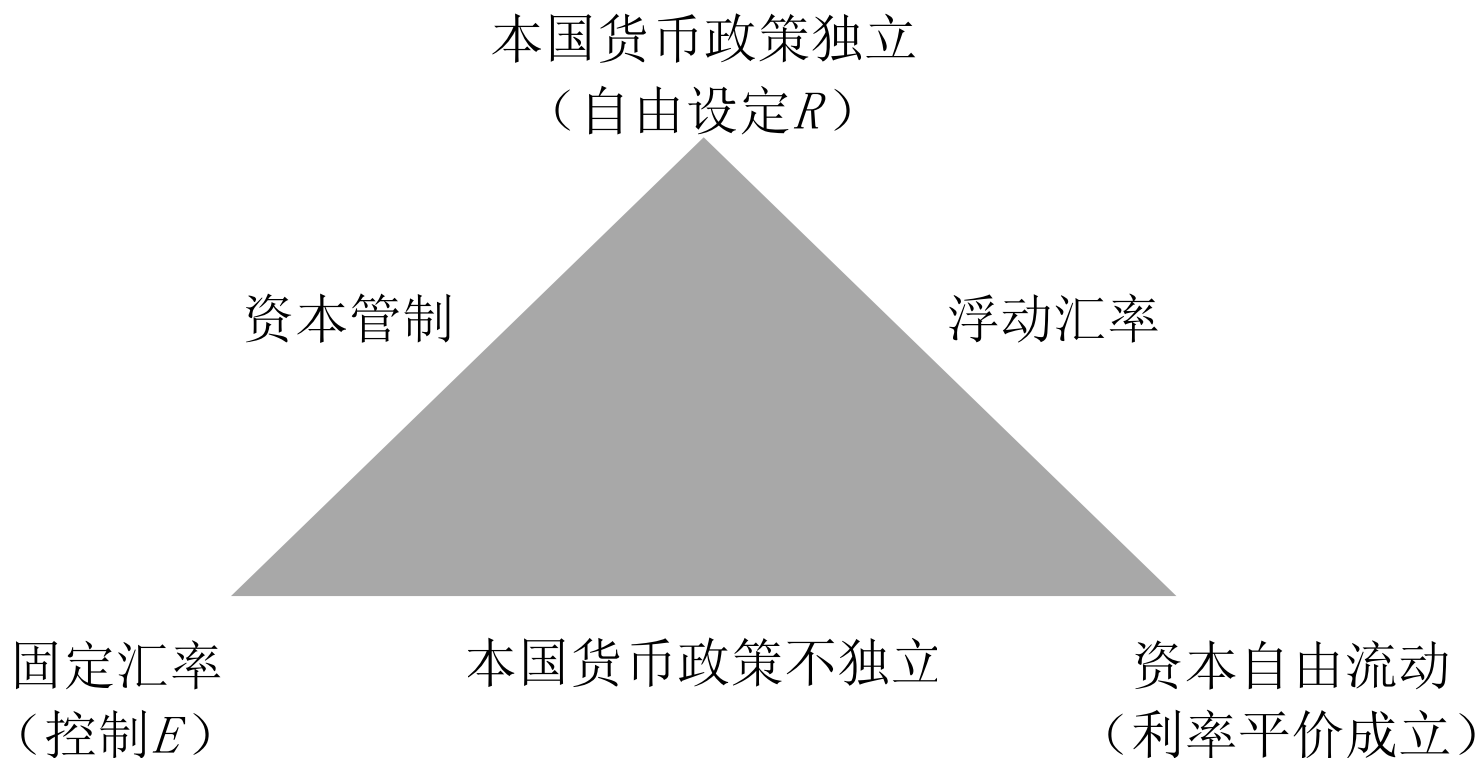 本国货币政策独立
（自由设定R）
资本管制
浮动汇率
固定汇率
（控制E）
本国货币政策不独立
资本自由流动
（利率平价成立）